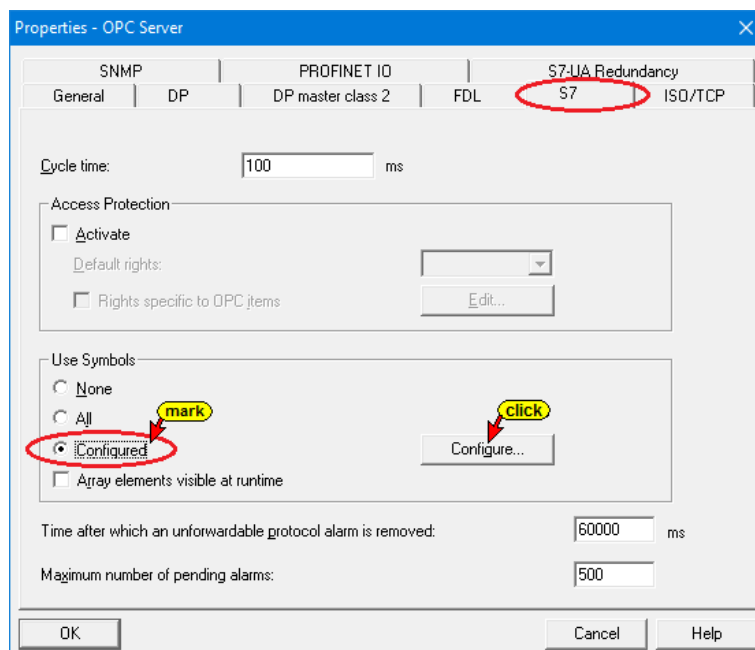 Properties - OPC Server
SNMP PROFINET IO S7-UA Redundancy
General DP DP master class 2 FDL S7 ISO/TCP
Cycle time: 100 ms
Access Protection
Activate
Default rights:
Rights specific to OPC items Edit...
Use Symbols
None
All mark click
Configured Configure...
Array elements visible at runtime
Time after which an unforwardable protocol alarm is removed: 60000 ms
Maximum number of pending alarms: 500
OK Cancel Help